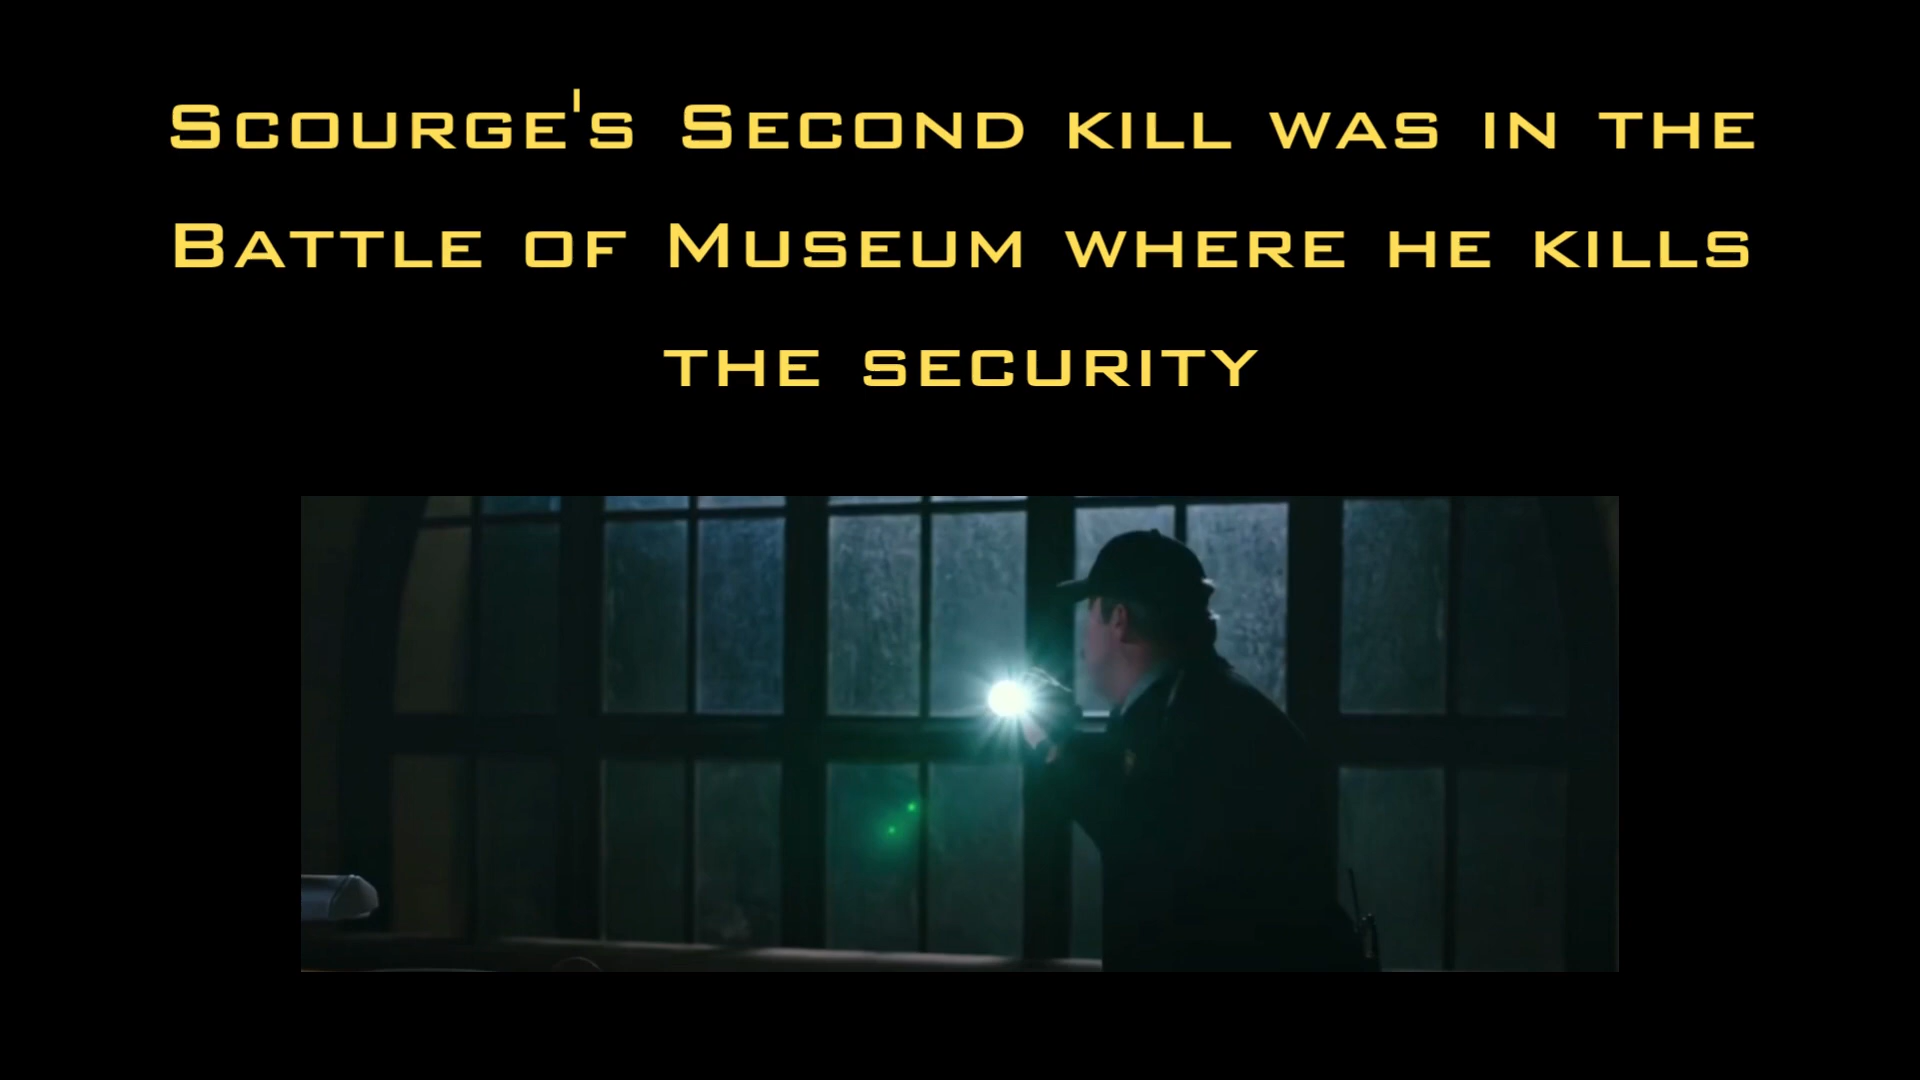 Scourge's Second kill was in the
Battle of Museum where he kills
the security